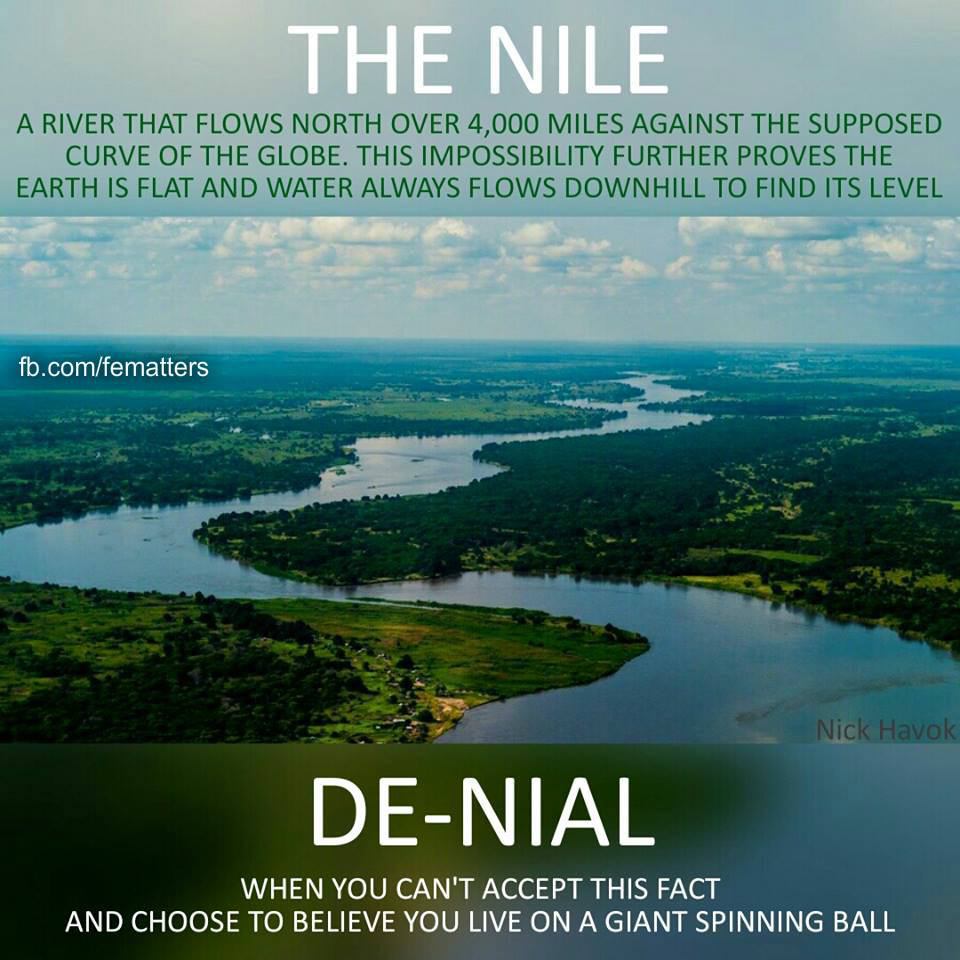 THE NILE
A RIVER THAT FLOWS NORTH OVER 4,000 MILES AGAINST THE SUPPOSED
CURVE OF THE GLOBE. THIS IMPOSSIBILITY FURTHER PROVES THE
EARTH IS FLAT AND WATER ALWAYS FLOWS DOWNHILL TO FIND ITS LEVEL
fb.com/fematters
Nick Havok
DE-NIAL
WHEN YOU CAN'T ACCEPT THIS FACT
AND CHOOSE TO BELIEVE YOU LIVE ON A GIANT SPINNING BALL